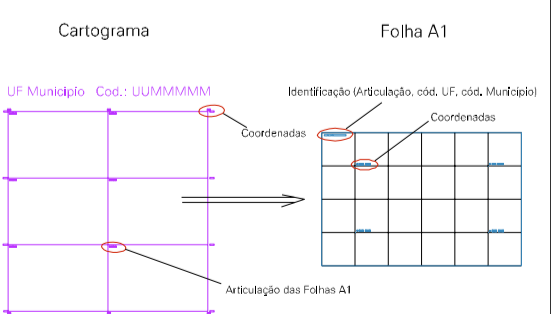 Cartograma
Folha A1
UF Município Cod.: UUMMMMM
Identificação (Articulação, cód. UF, cód. Município)
Coordenadas
Coordenadas
Articulação das Folhas A1